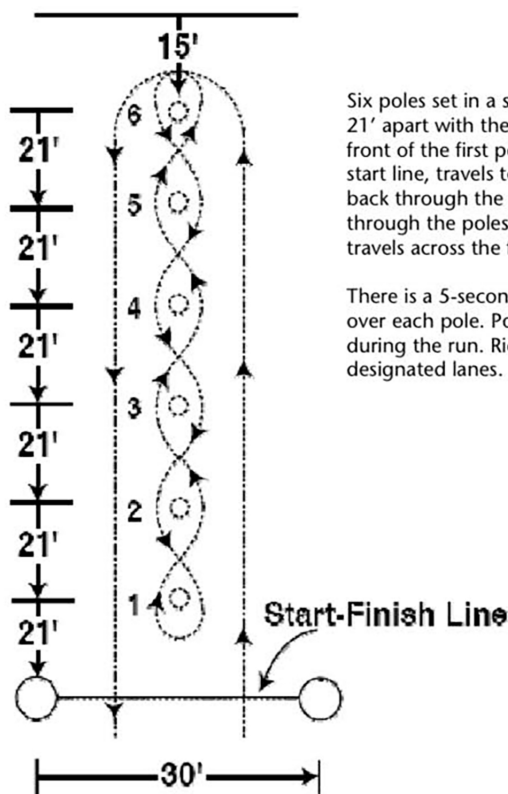 15'
6
21'
5
21'
4
21'
3
21'
2
21'
1
21'
Start-Finish Line
30'
Six poles set in a s
21' apart with the
front of the first po
start line, travels to
back through the
through the poles
travels across the f
There is a 5-secon
over each pole. Po
during the run. Ri
designated lanes.